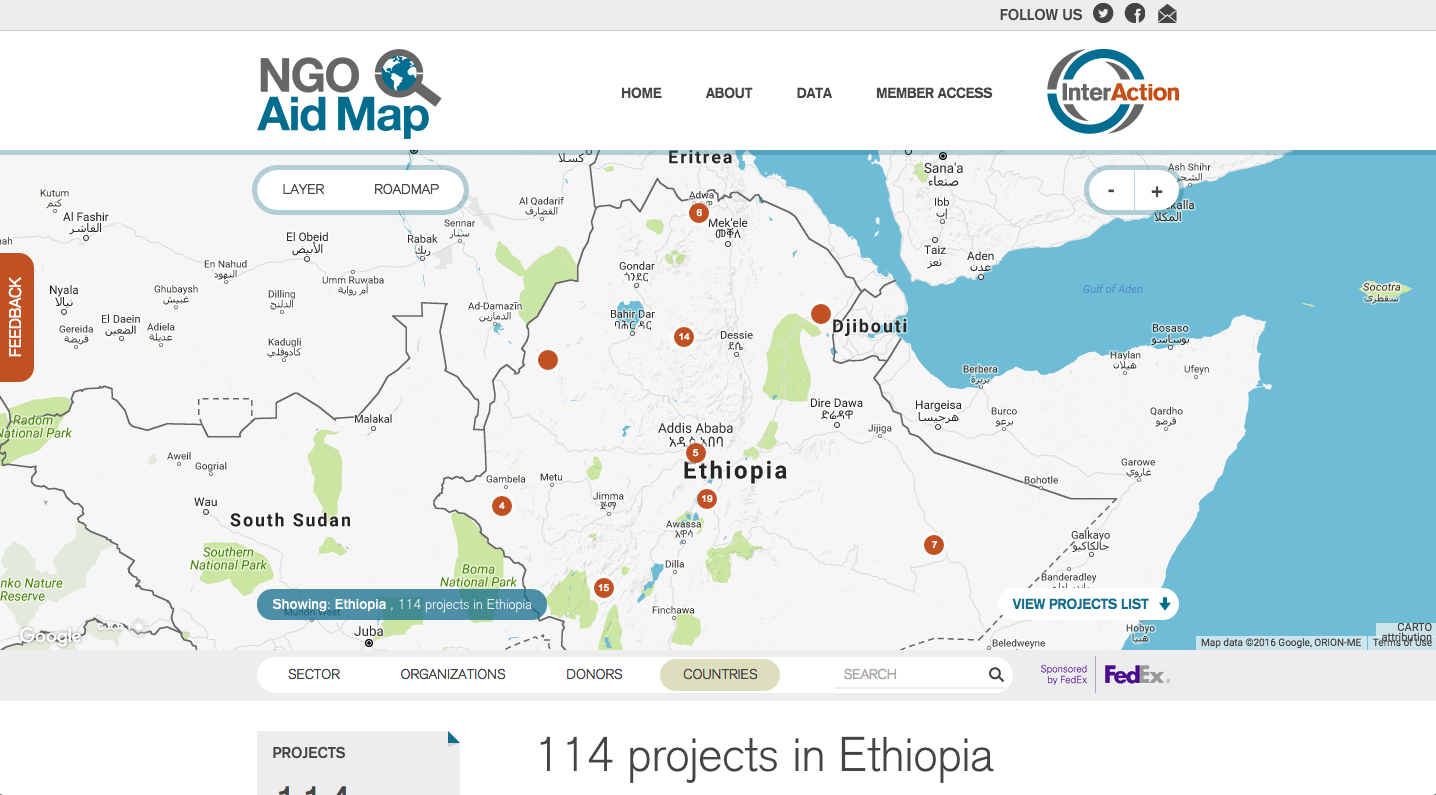 FOLLOW US
NGO
Aid Map
HOME ABOUT DATA MEMBER ACCESS
InterAction
LAYER ROADMAP
- +
FEEDBACK
Eritrea
كسلا
Sana'a
صنعاء
Ash Shihr
الشحر
Kutum
كتم
Adwa
6
Al Qadarif
القضارف
Ibb
إب
المكلا
Al Fashir
الفاشر
Sennar
سنار
Mek'ele
መቐለ
El Obeid
الأبيض
Rabak
ربك
Taiz
تعز
Aden
عدن
En Nahud
النهود
Gondar
ጎንደር
Umm Ruwaba
أم روابة
Nyala
نيالا
Ghubaysh
غبيش
Dilling
الدلنج
Gulf of Aden
Socotra
سقطرى
Ad-Damazin
الدمازين
Bahir Dar
ባሕር ዳር
El Daein
الضعين
Gereida
قريضة
Adiela
عديلة
Djibouti
14
Dessie
ደሴ
Bosaso
بوساسو
Kadugli
كادوقلي
Haylan
هيلان
Berbera
بربرة
Ufeyn
Dire Dawa
ድሬዳዋ
Hargeisa
هرجيسا
Burco
برعو
Qardho
قرضو
Radom
National Park
Malakal
Addis Ababa
አዲስ አበባ
Jijiga
5
Aweil
Gogrial
Ethiopia
Garowe
غاروي
Gambela
Metu
Bohotle
Wau
4
Jimma
ጅማ
19
South Sudan
Awassa
አዋሳ
Galkayo
جالكاكيو
7
Southern
National Park
Dilla
Boma
National Park
Banderadley
15
nko Nature
Reserve
Showing: Ethiopia , 114 projects in Ethiopia
VIEW PROJECTS LIST
Finchawa
Mundri West
Juba
Hobyo
هبيا
Google
Beledweyne
CARTO
attribution
Map data ©2016 Google, ORION-ME Terms of Use
SECTOR ORGANIZATIONS DONORS COUNTRIES SEARCH
Sponsored
by FedEx
FedEx
PROJECTS
114
114 projects in Ethiopia